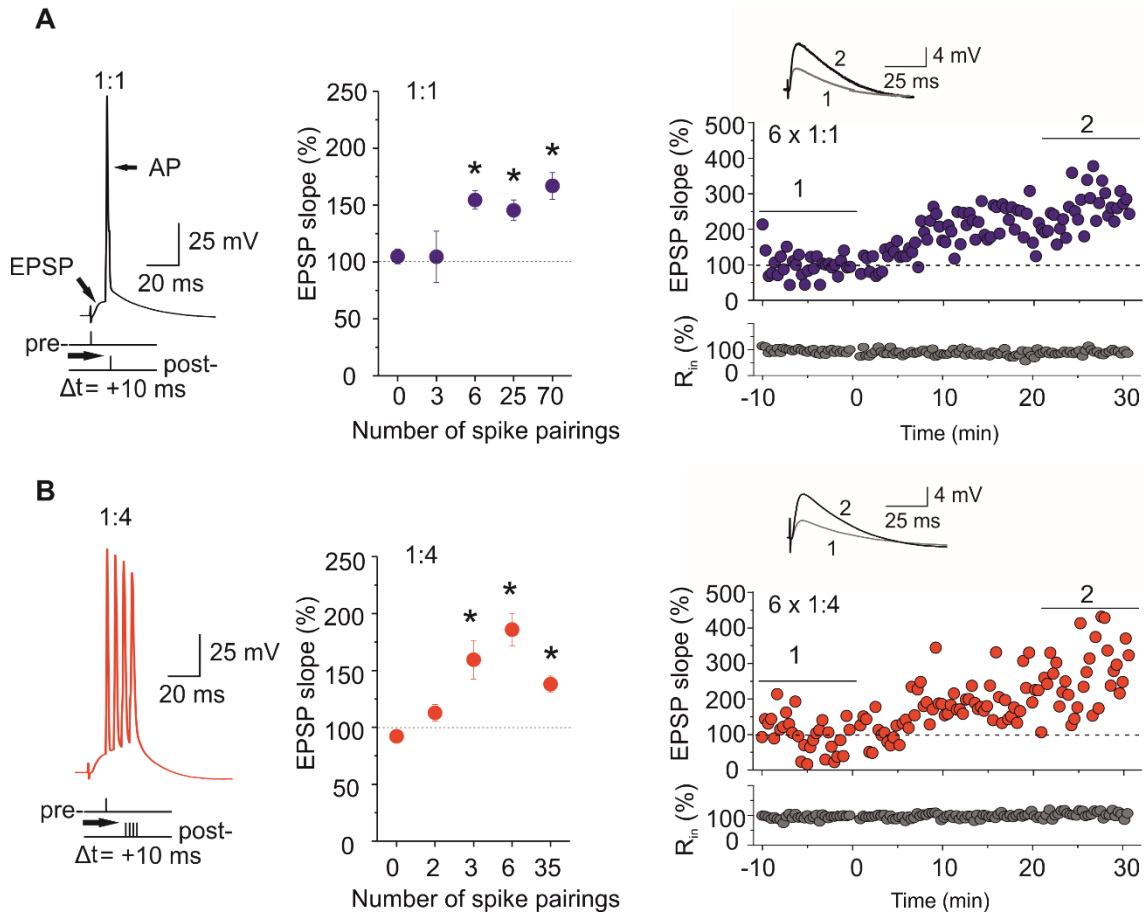 A
1:1
AP
EPSP
25 mV
20 ms
pre-
post-
Δt= +10 ms
1:1
EPSP slope (%)
250
200
150
100
50
0
* * *
0 3 6 25 70
Number of spike pairings
2
1
4 mV
25 ms
6 x 1:1
1
2
EPSP slope (%)
500
400
300
200
100
0
R in (%)
100
0
-10 0 10 20 30
Time (min)
B
1:4
25 mV
20 ms
pre-
post-
Δt= +10 ms
1:4
EPSP slope (%)
250
200
150
100
50
0
* * *
0 2 3 6 35
Number of spike pairings
2
1
4 mV
25 ms
6 x 1:4
1
2
EPSP slope (%)
500
400
300
200
100
0
R in (%)
100
0
-10 0 10 20 30
Time (min)